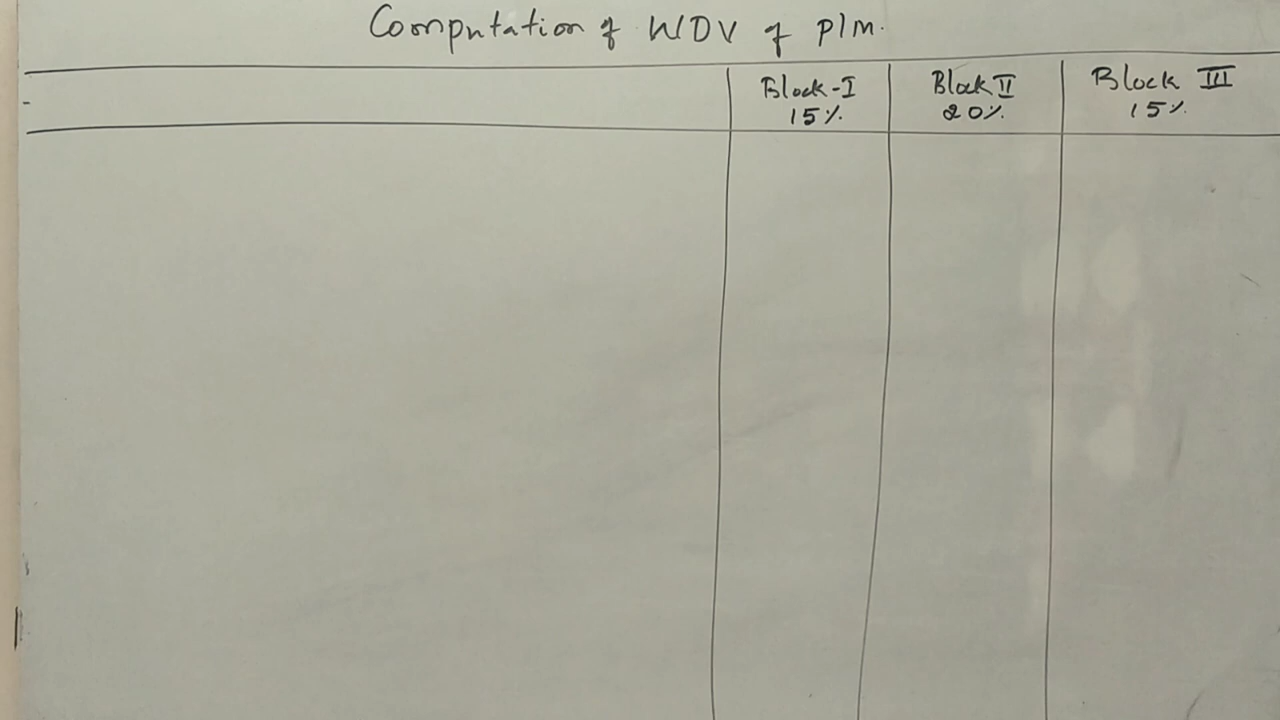 Computation of WDV of P/M.
Block-I Block II Block III
15% 20% 15%